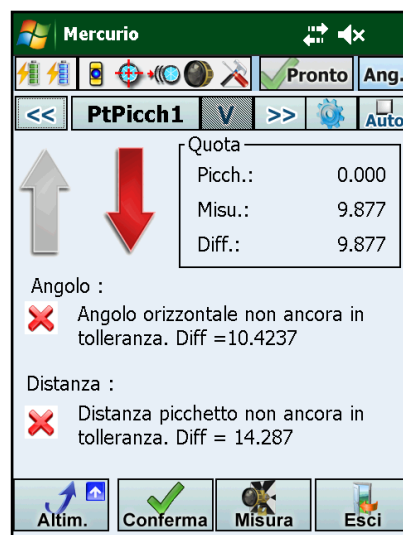 Mercurio
Pronto Ang.
<< PtPicch1 V >> Auto
Quota
Picch.: 0.000
Misu.: 9.877
Diff.: 9.877
Angolo :
Angolo orizzontale non ancora in
tolleranza. Diff =10.4237
Distanza :
Distanza picchetto non ancora in
tolleranza. Diff = 14.287
Altim. Conferma Misura Esci